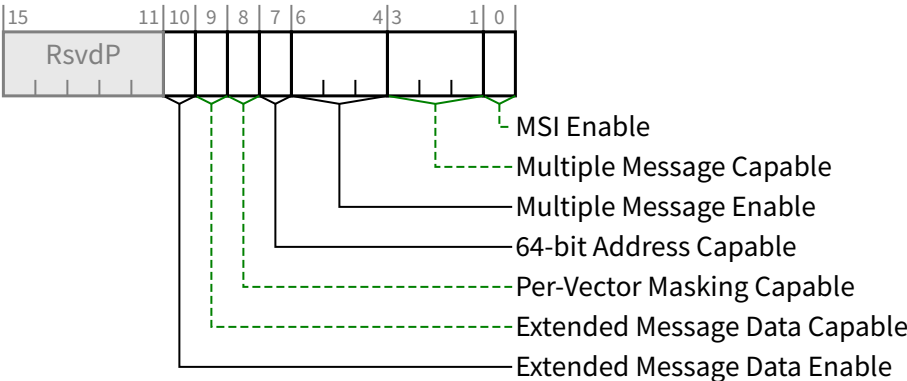 15 11 10 9 8 7 6 4 3 1 0
RsvdP
MSI Enable
Multiple Message Capable
Multiple Message Enable
64-bit Address Capable
Per-Vector Masking Capable
Extended Message Data Capable
Extended Message Data Enable